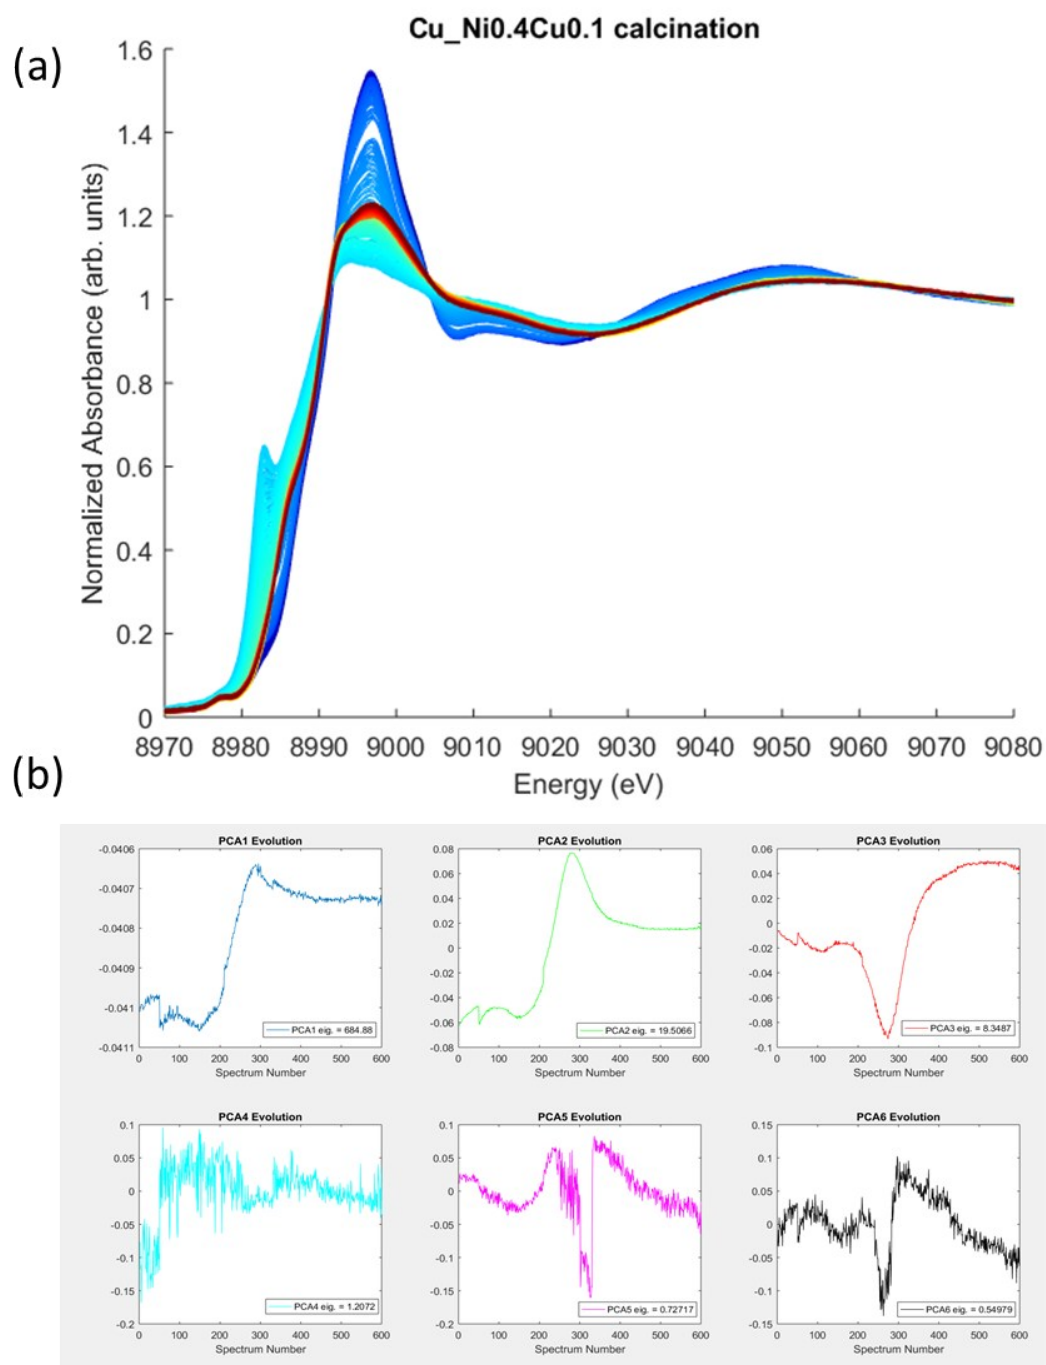 (a)
Cu_Ni0.4Cu0.1 calcination
1.6
1.4
1.2
1
0.8
0.6
0.4
0.2
0
Normalized Absorbance (arb. units)
8970 8980 8990 9000 9010 9020 9030 9040 9050 9060 9070 9080
Energy (eV)
(b)
PCA1 Evolution
-0.0406
-0.0407
-0.0408
-0.0409
-0.041
-0.0411
PCA1 eig. = 684.88
0 100 200 300 400 500 600
Spectrum Number
PCA2 Evolution
0.08
0.06
0.04
0.02
0
-0.02
-0.04
-0.06
-0.08
PCA2 eig. = 19.5066
0 100 200 300 400 500 600
Spectrum Number
PCA3 Evolution
0.06
0.04
0.02
0
-0.02
-0.04
-0.06
-0.08
-0.1
PCA3 eig. = 8.3487
0 100 200 300 400 500 600
Spectrum Number
PCA4 Evolution
0.1
0.05
0
-0.05
-0.1
-0.15
-0.2
PCA4 eig. = 1.2072
0 100 200 300 400 500 600
Spectrum Number
PCA5 Evolution
0.1
0.05
0
-0.05
-0.1
-0.15
-0.2
PCA5 eig. = 0.72717
0 100 200 300 400 500 600
Spectrum Number
PCA6 Evolution
0.15
0.1
0.05
0
-0.05
-0.1
-0.15
PCA6 eig. = 0.54979
0 100 200 300 400 500 600
Spectrum Number